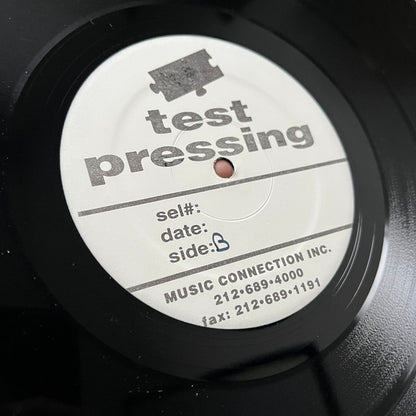 test
pressing
sel#:
date:
side: B
MUSIC CONNECTION INC.
212•689•4000
fax: 212•689•1191